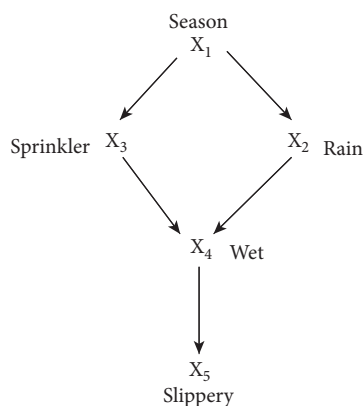 Season
X₁
Sprinkler X₃ X₂ Rain
X₄ Wet
X₅
Slippery